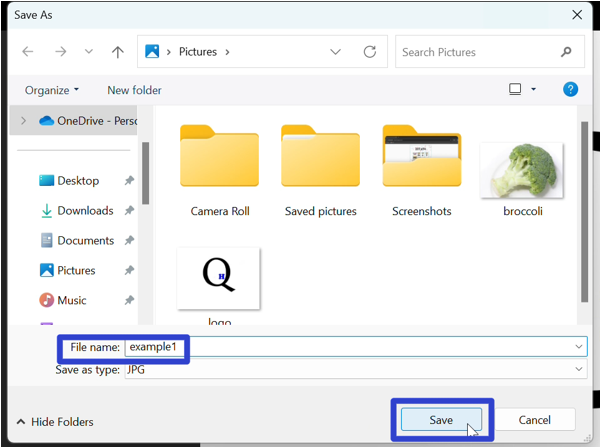 Save As
Pictures
Search Pictures
Organize
New folder
OneDrive - Perso
Desktop
Downloads
Documents
Pictures
Music
Camera Roll
Saved pictures
Screenshots
broccoli
QH
logo
File name: example1
Save as type: JPG
Hide Folders
Save
Cancel